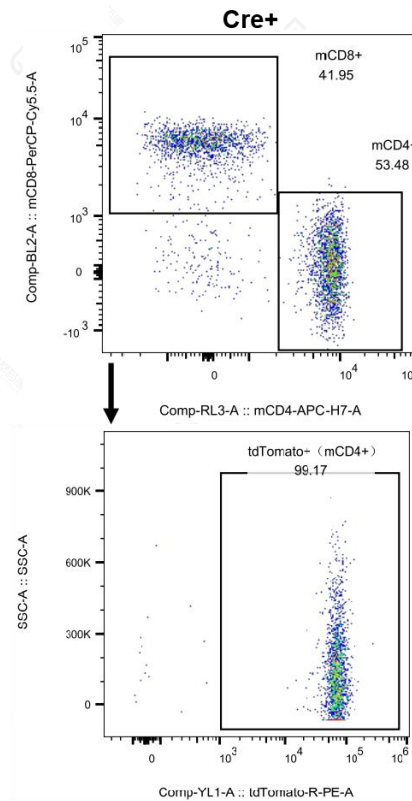 Cre+
mCD8+
41.95
mCD4+
53.48
10^5
10^4
10^3
0
-10^3
Comp-BL2-A :: mCD8-PerCP-Cy5.5-A
0
10^4
Comp-RL3-A :: mCD4-APC-H7-A
tdTomato+（mCD4+）
99.17
900K
600K
300K
0
SSC-A :: SSC-A
0
10^3
10^4
10^5
10^6
Comp-YL1-A :: tdTomato-R-PE-A